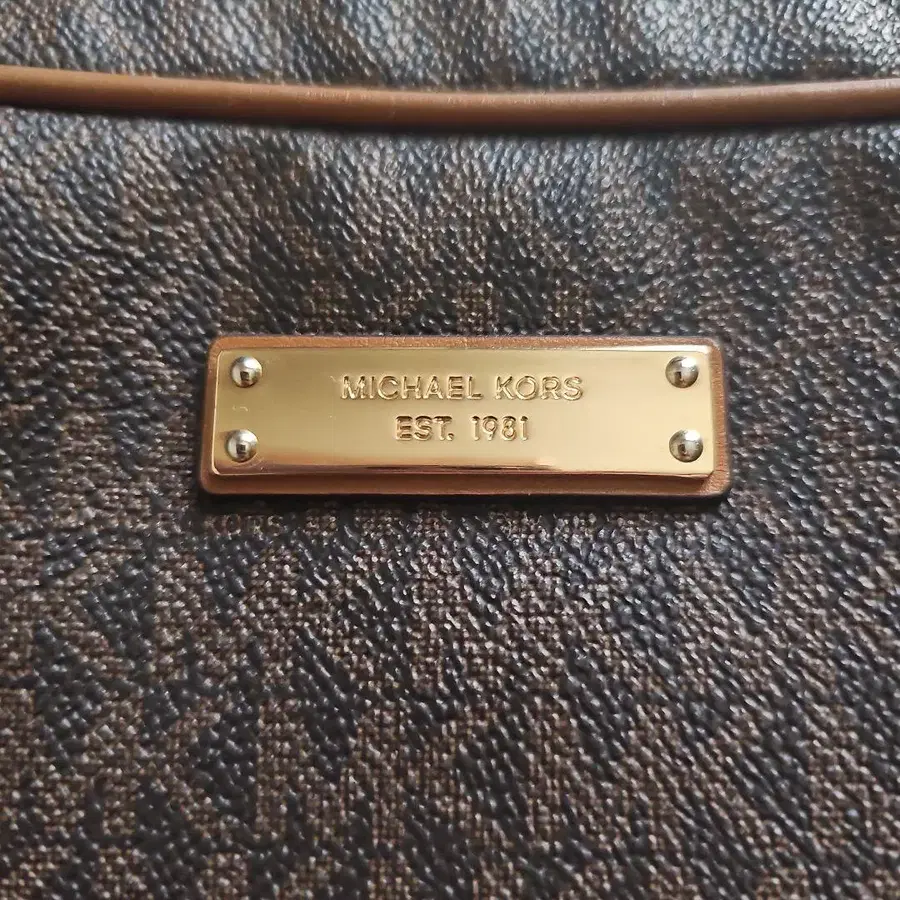 MICHAEL KORS
EST. 1981